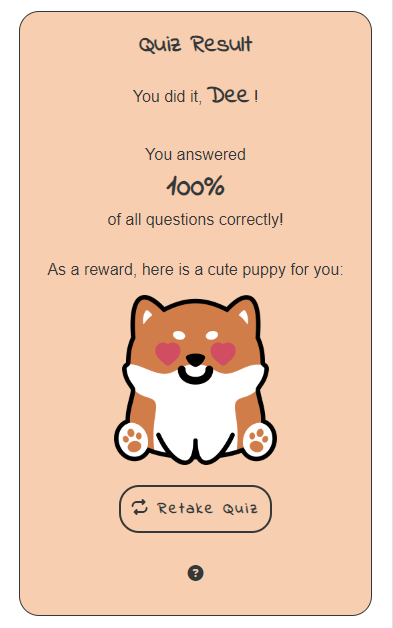 Quiz Result
You did it, Dee !
You answered
100%
of all questions correctly!
As a reward, here is a cute puppy for you:
Retake Quiz
?